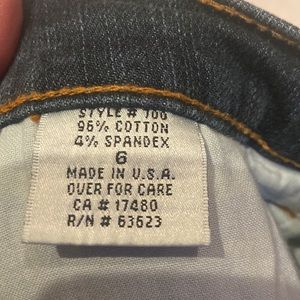 STYLE # 700
96% COTTON
4% SPANDEX
6
MADE IN U.S.A.
OVER FOR CARE
CA # 17480
R/N # 63623